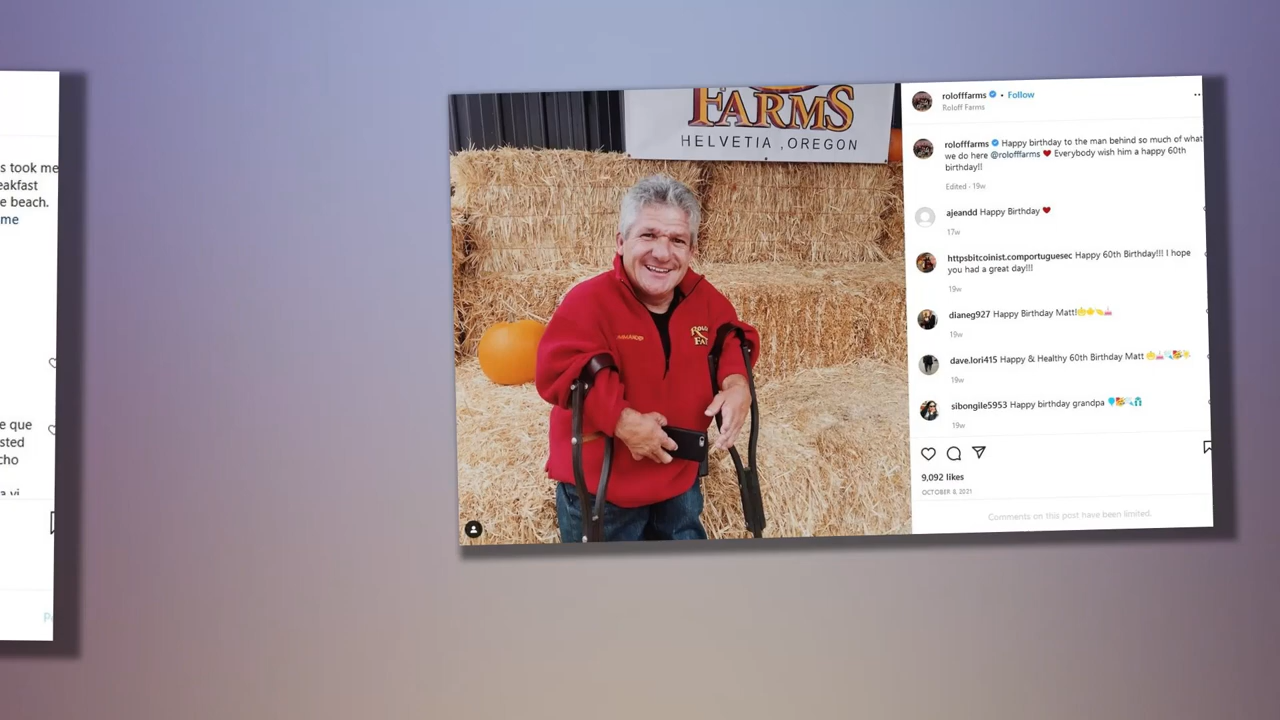 s took me
eakfast
e beach.
me
e que
sted
cho
a vi
FARMS
HELVETIA ,OREGON
ROLOFF
FA
rolofffarms • Follow
Roloff Farms
rolofffarms Happy birthday to the man behind so much of what
we do here @rolofffarms ❤ Everybody wish him a happy 60th
birthday!!
Edited · 19w
ajeandd Happy Birthday ❤
17w
httpsbitcoinist.comportuguesec Happy 60th Birthday!!! I hope
you had a great day!!!
19w
dianeg927 Happy Birthday Matt!
19w
dave.lori415 Happy & Healthy 60th Birthday Matt
19w
sibongile5953 Happy birthday grandpa
19w
9,092 likes
OCTOBER 8, 2021
Comments on this post have been limited.